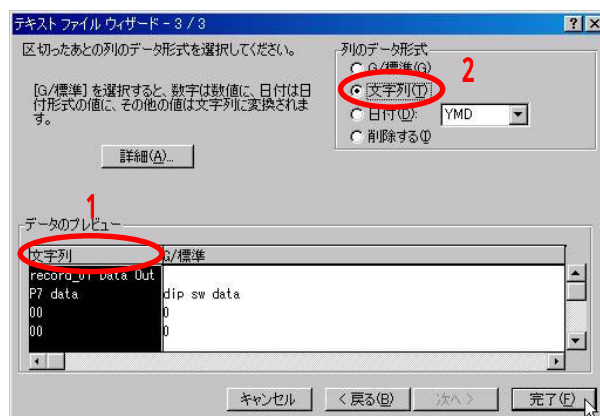 テキスト ファイル ウィザード - 3 / 3
区切ったあとの列のデータ形式を選択してください。
[G/標準] を選択すると、数字は数値に、日付は日
付形式の値に、その他の値は文字列に変換されま
す。
詳細(A)...
列のデータ形式
G/標準(G)
文字列(T)
2
日付(D):
YMD
削除する(I)
1
データのプレビュー
文字列 G/標準
record_01 Data Out
P7 data dip sw data
00 0
00 0
キャンセル
< 戻る(B)
次へ >
完了(F)